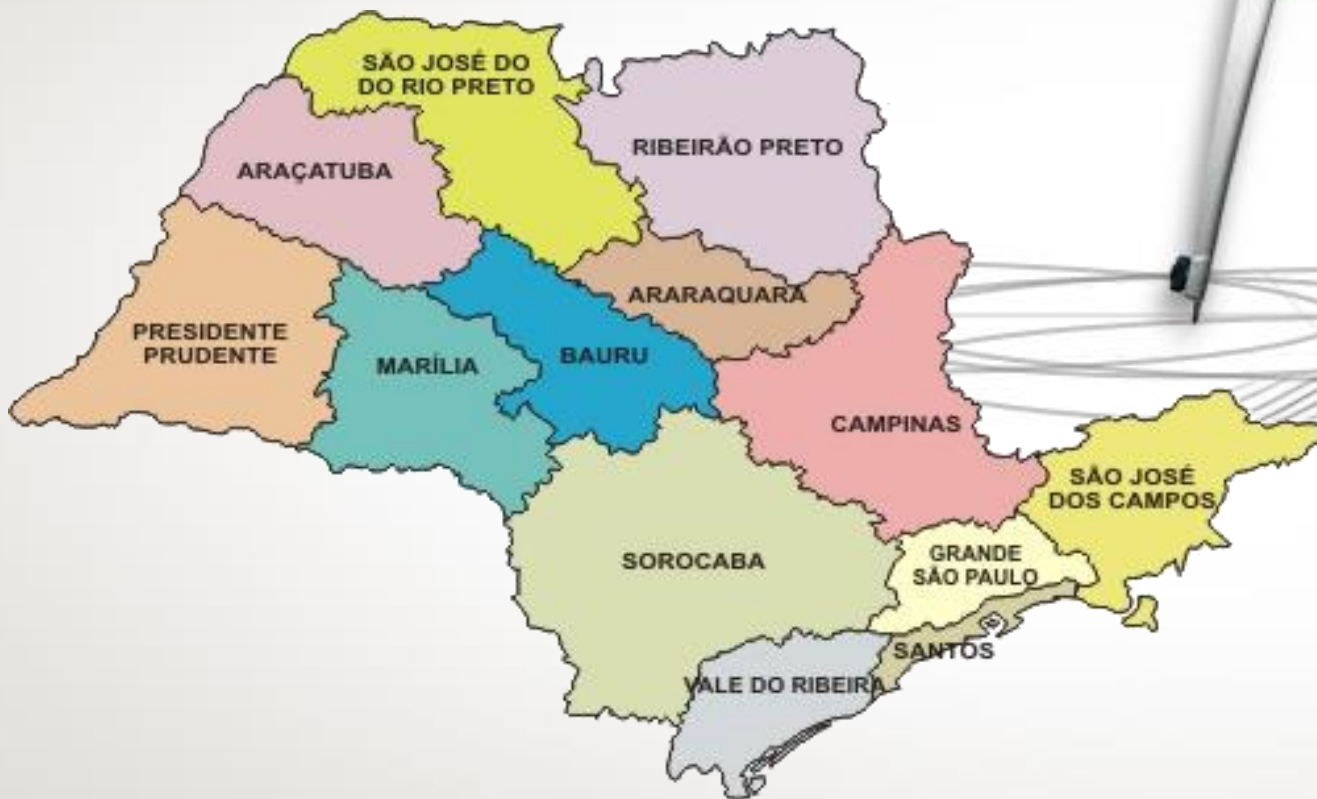 SÃO JOSÉ DO
DO RIO PRETO
RIBEIRÃO PRETO
ARAÇATUBA
ARARAQUARA
PRESIDENTE
PRUDENTE
MARÍLIA
BAURU
CAMPINAS
SÃO JOSÉ
DOS CAMPOS
SOROCABA
GRANDE
SÃO PAULO
SANTOS
VALE DO RIBEIRA